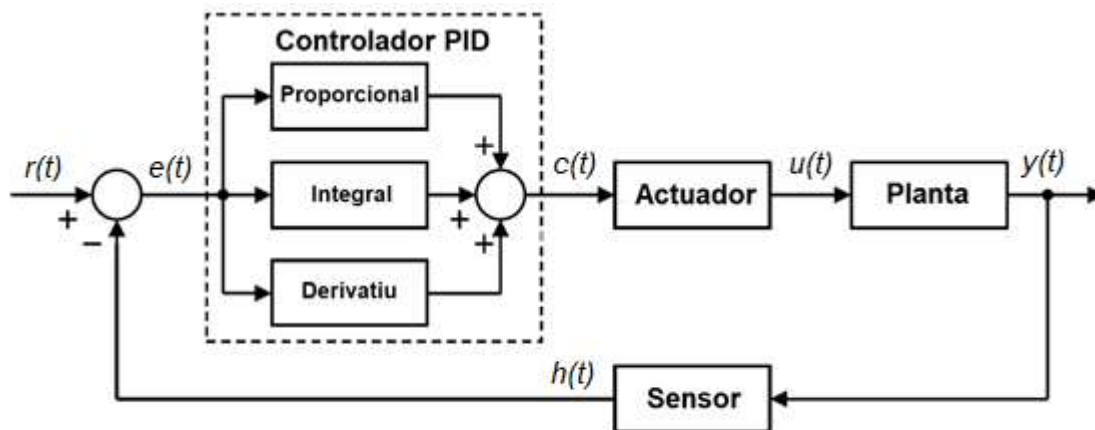 Controlador PID
Proporcional
+
r(t)
e(t)
Integral
c(t)
Actuador
u(t)
Planta
y(t)
+
−
+
+
Derivatiu
h(t)
Sensor